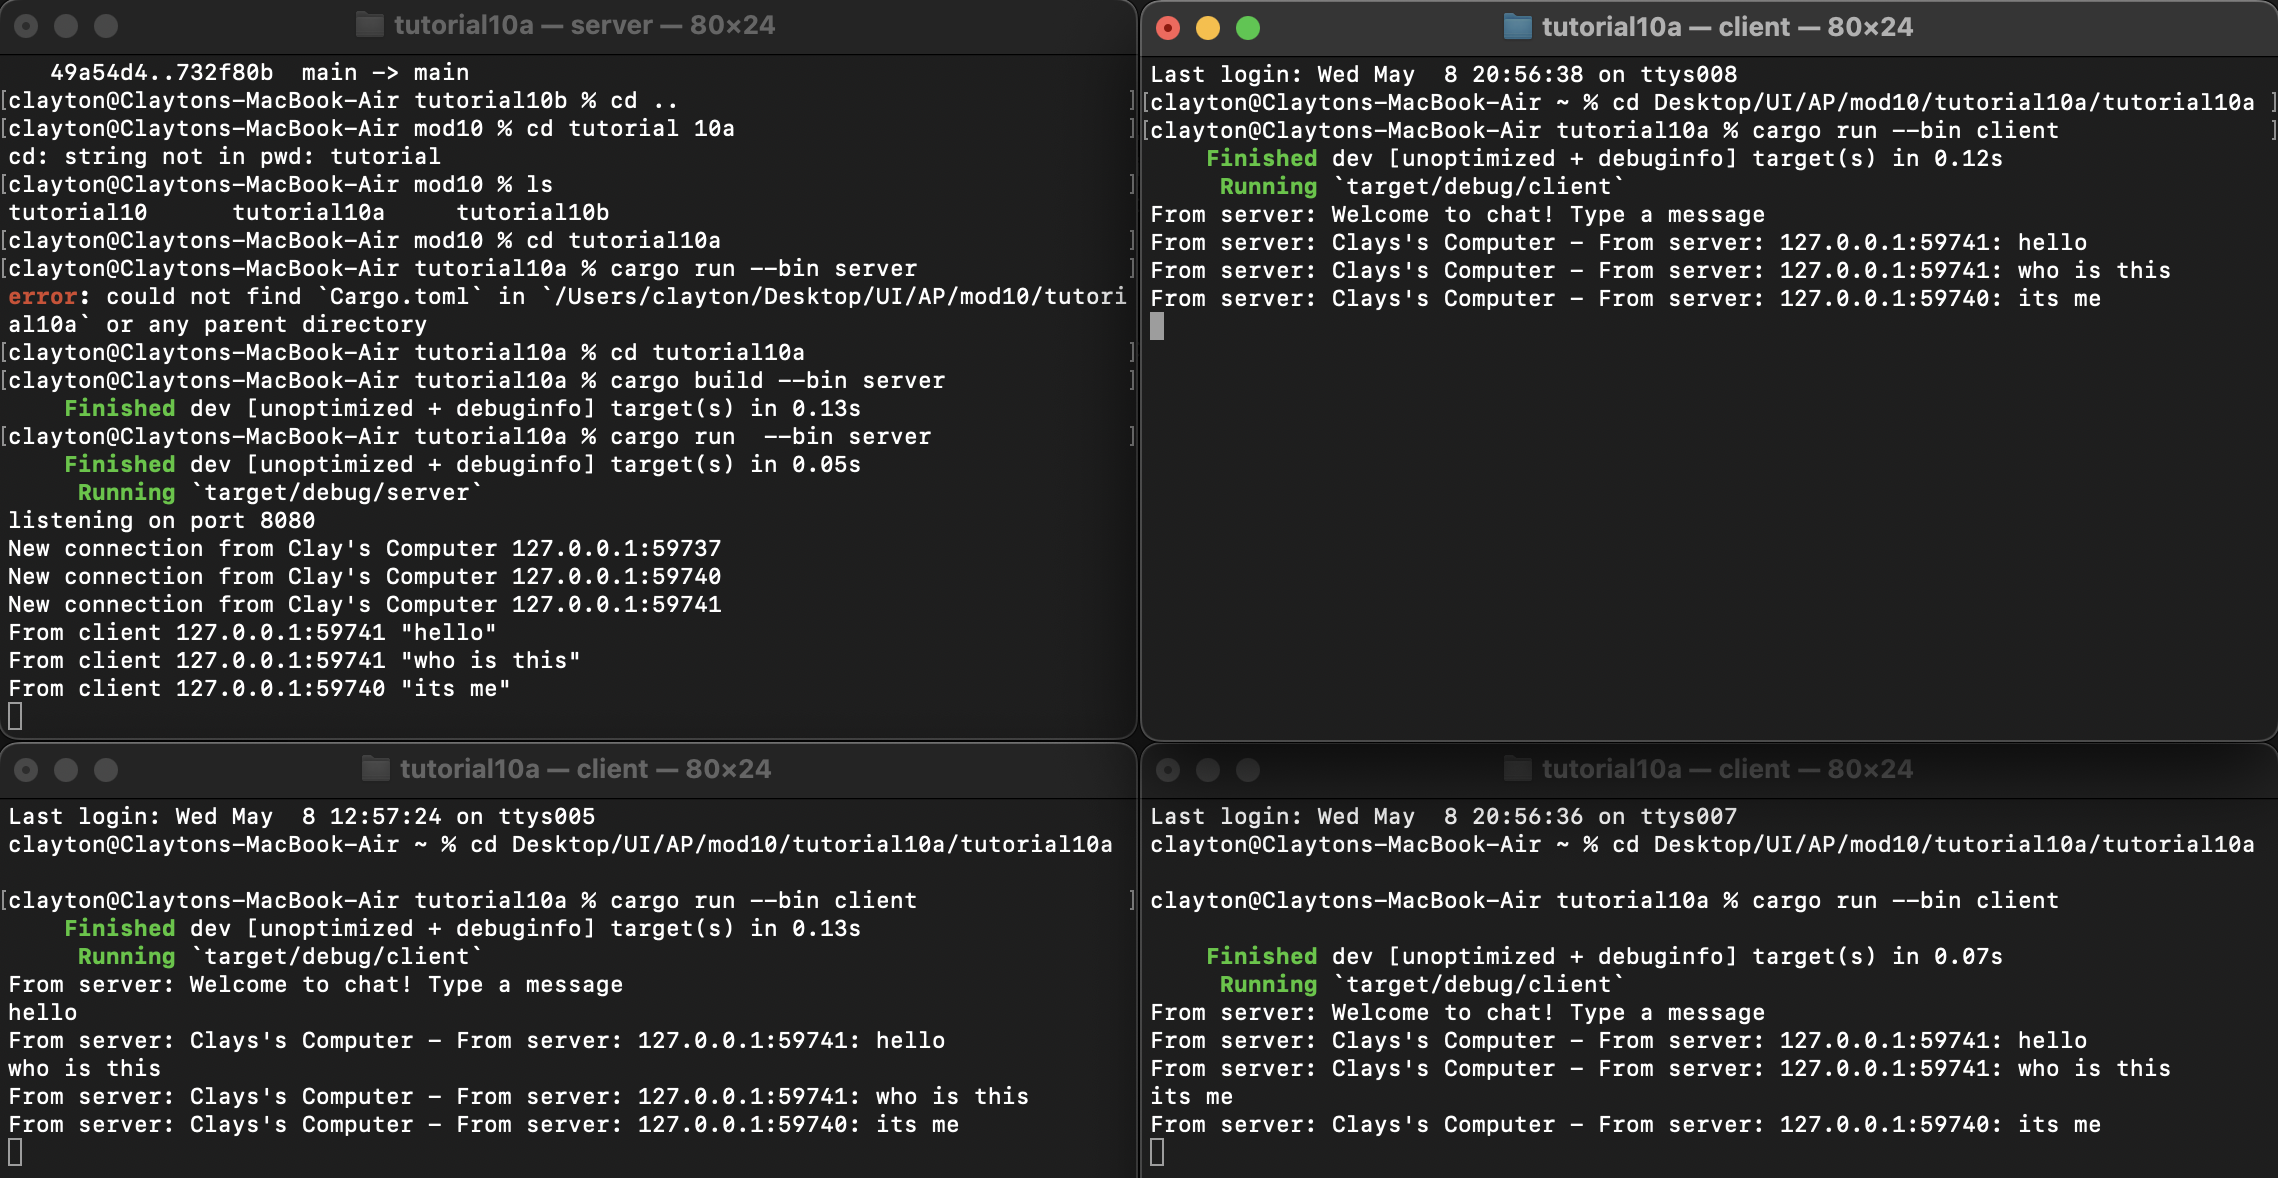 tutorial10a — server — 80×24
49a54d4..732f80b  main -> main
[clayton@Claytons-MacBook-Air tutorial10b % cd .. ]
[clayton@Claytons-MacBook-Air mod10 % cd tutorial 10a ]
cd: string not in pwd: tutorial
[clayton@Claytons-MacBook-Air mod10 % ls ]
tutorial10      tutorial10a     tutorial10b
[clayton@Claytons-MacBook-Air mod10 % cd tutorial10a ]
[clayton@Claytons-MacBook-Air tutorial10a % cargo run --bin server ]
error: could not find `Cargo.toml` in `/Users/clayton/Desktop/UI/AP/mod10/tutori
al10a` or any parent directory
[clayton@Claytons-MacBook-Air tutorial10a % cd tutorial10a ]
[clayton@Claytons-MacBook-Air tutorial10a % cargo build --bin server ]
Finished dev [unoptimized + debuginfo] target(s) in 0.13s
[clayton@Claytons-MacBook-Air tutorial10a % cargo run  --bin server ]
Finished dev [unoptimized + debuginfo] target(s) in 0.05s
Running `target/debug/server`
listening on port 8080
New connection from Clay's Computer 127.0.0.1:59737
New connection from Clay's Computer 127.0.0.1:59740
New connection from Clay's Computer 127.0.0.1:59741
From client 127.0.0.1:59741 "hello"
From client 127.0.0.1:59741 "who is this"
From client 127.0.0.1:59740 "its me"
tutorial10a — client — 80×24
Last login: Wed May  8 20:56:38 on ttys008
[clayton@Claytons-MacBook-Air ~ % cd Desktop/UI/AP/mod10/tutorial10a/tutorial10a ]
[clayton@Claytons-MacBook-Air tutorial10a % cargo run --bin client ]
Finished dev [unoptimized + debuginfo] target(s) in 0.12s
Running `target/debug/client`
From server: Welcome to chat! Type a message
From server: Clays's Computer - From server: 127.0.0.1:59741: hello
From server: Clays's Computer - From server: 127.0.0.1:59741: who is this
From server: Clays's Computer - From server: 127.0.0.1:59740: its me
tutorial10a — client — 80×24
Last login: Wed May  8 12:57:24 on ttys005
clayton@Claytons-MacBook-Air ~ % cd Desktop/UI/AP/mod10/tutorial10a/tutorial10a
[clayton@Claytons-MacBook-Air tutorial10a % cargo run --bin client ]
Finished dev [unoptimized + debuginfo] target(s) in 0.13s
Running `target/debug/client`
From server: Welcome to chat! Type a message
hello
From server: Clays's Computer - From server: 127.0.0.1:59741: hello
who is this
From server: Clays's Computer - From server: 127.0.0.1:59741: who is this
From server: Clays's Computer - From server: 127.0.0.1:59740: its me
tutorial10a — client — 80×24
Last login: Wed May  8 20:56:36 on ttys007
clayton@Claytons-MacBook-Air ~ % cd Desktop/UI/AP/mod10/tutorial10a/tutorial10a
clayton@Claytons-MacBook-Air tutorial10a % cargo run --bin client
Finished dev [unoptimized + debuginfo] target(s) in 0.07s
Running `target/debug/client`
From server: Welcome to chat! Type a message
From server: Clays's Computer - From server: 127.0.0.1:59741: hello
From server: Clays's Computer - From server: 127.0.0.1:59741: who is this
its me
From server: Clays's Computer - From server: 127.0.0.1:59740: its me